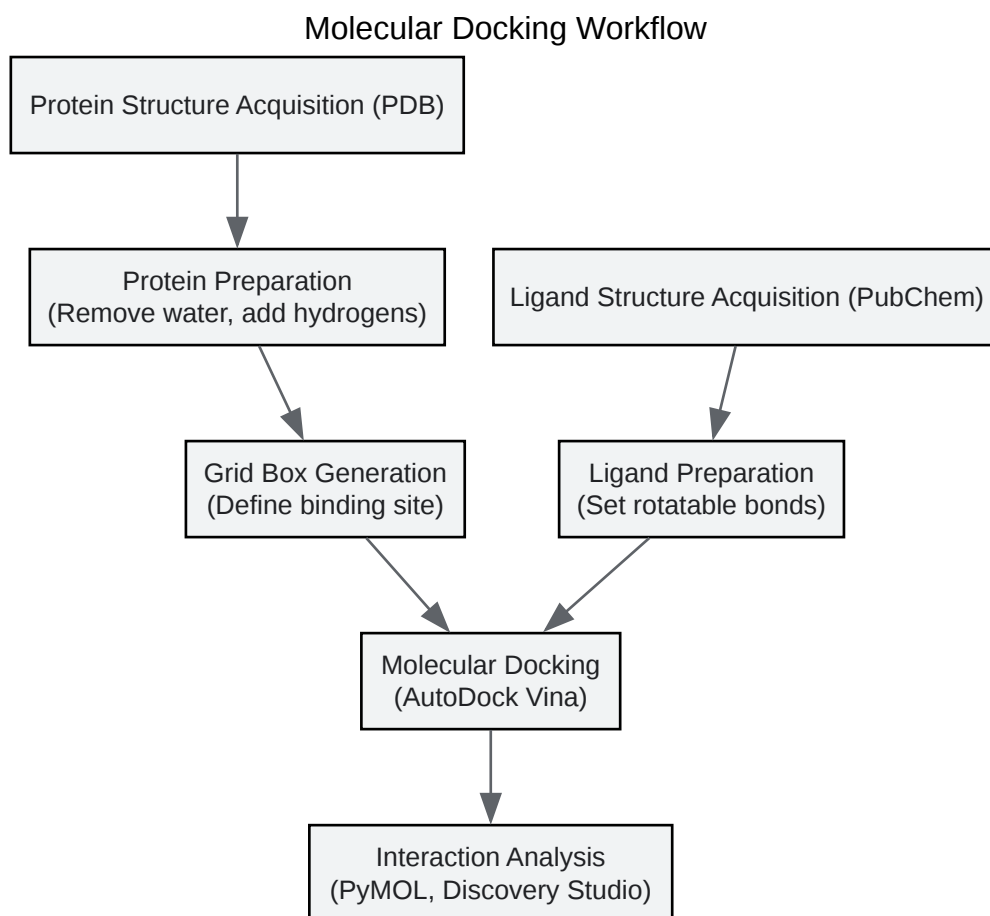 Molecular Docking Workflow
Protein Structure Acquisition (PDB)
Protein Preparation
(Remove water, add hydrogens)
Ligand Structure Acquisition (PubChem)
Grid Box Generation
(Define binding site)
Ligand Preparation
(Set rotatable bonds)
Molecular Docking
(AutoDock Vina)
Interaction Analysis
(PyMOL, Discovery Studio)